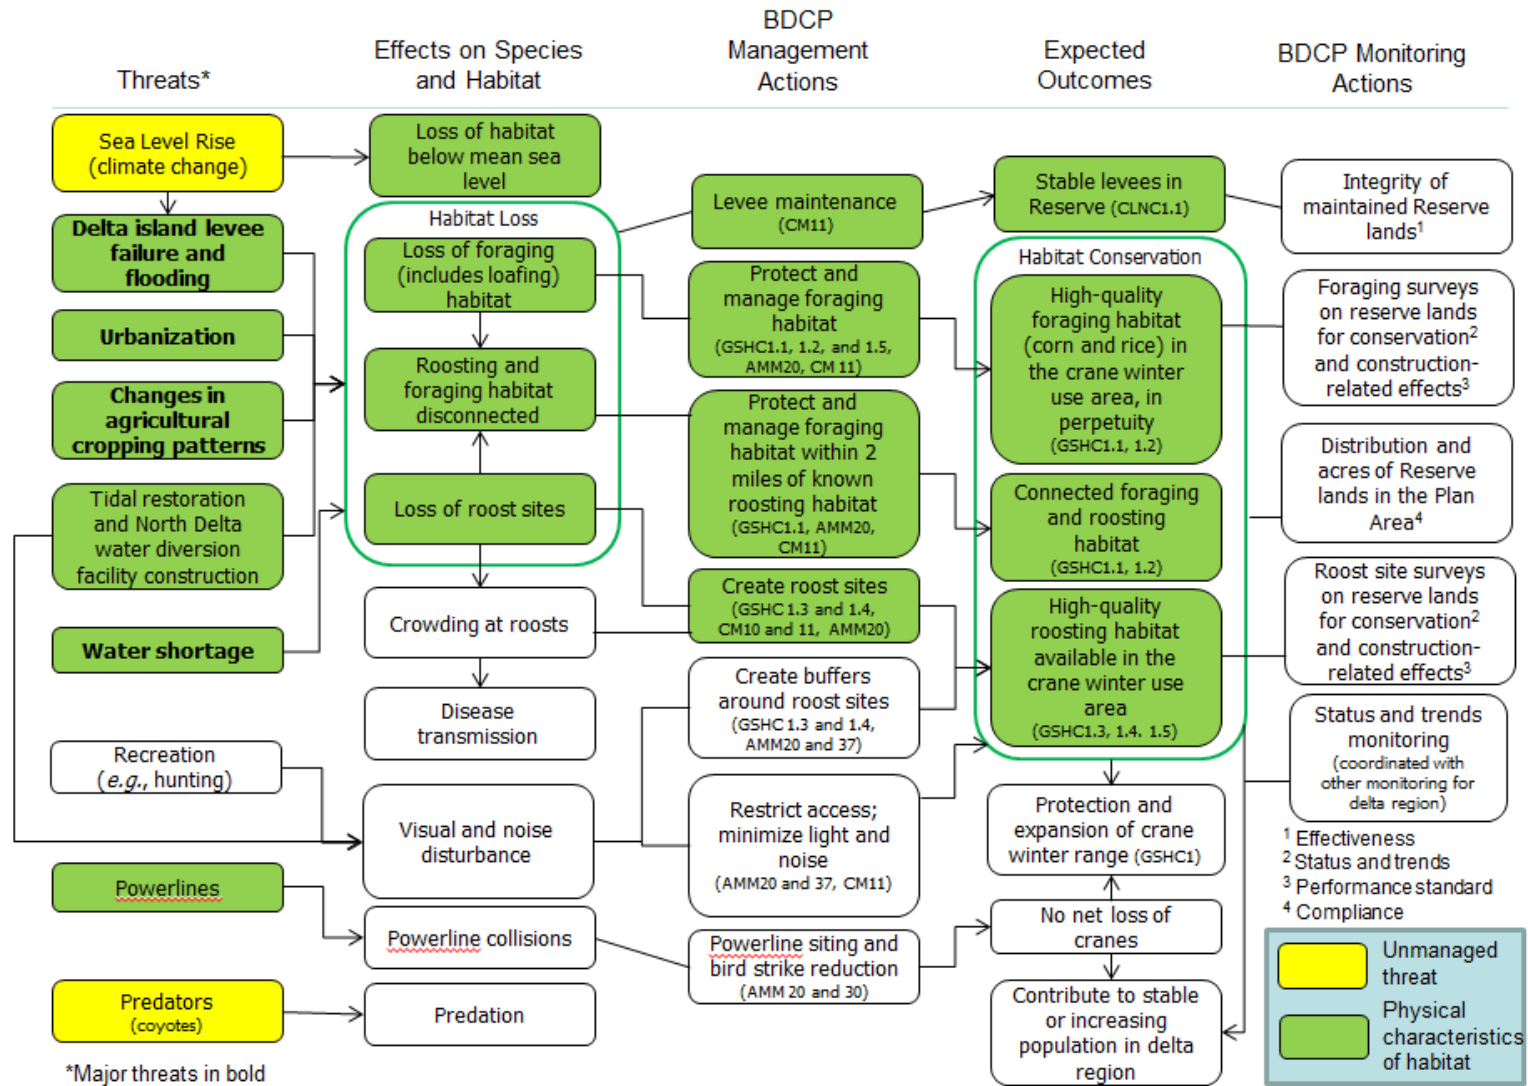 Threats*
Effects on Species
and Habitat
BDCP
Management
Actions
Expected
Outcomes
BDCP Monitoring
Actions
Sea Level Rise
(climate change)
Delta island levee
failure and
flooding
Urbanization
Changes in
agricultural
cropping patterns
Tidal restoration
and North Delta
water diversion
facility construction
Water shortage
Recreation
(e.g., hunting)
Powerlines
Predators
(coyotes)
*Major threats in bold
Loss of habitat
below mean sea
level
Habitat Loss
Loss of foraging
(includes loafing)
habitat
Roosting and
foraging habitat
disconnected
Loss of roost sites
Crowding at roosts
Disease
transmission
Visual and noise
disturbance
Powerline collisions
Predation
Levee maintenance
(CM11)
Protect and
manage foraging
habitat
(GSHC1.1, 1.2, and 1.5,
AMM20, CM 11)
Protect and
manage foraging
habitat within 2
miles of known
roosting habitat
(GSHC1.1, AMM20,
CM11)
Create roost sites
(GSHC 1.3 and 1.4,
CM10 and 11, AMM20)
Create buffers
around roost sites
(GSHC 1.3 and 1.4,
AMM20 and 37)
Restrict access;
minimize light and
noise
(AMM20 and 37, CM11)
Powerline siting and
bird strike reduction
(AMM 20 and 30)
Stable levees in
Reserve (CLNC1.1)
Habitat Conservation
High-quality
foraging habitat
(corn and rice) in
the crane winter
use area, in
perpetuity
(GSHC1.1, 1.2)
Connected foraging
and roosting
habitat
(GSHC1.1, 1.2)
High-quality
roosting habitat
available in the
crane winter use
area
(GSHC1.3, 1.4. 1.5)
Protection and
expansion of crane
winter range (GSHC1)
No net loss of
cranes
Contribute to stable
or increasing
population in delta
region
Integrity of
maintained Reserve
lands¹
Foraging surveys
on reserve lands
for conservation²
and construction-
related effects³
Distribution and
acres of Reserve
lands in the Plan
Area⁴
Roost site surveys
on reserve lands
for conservation²
and construction-
related effects³
Status and trends
monitoring
(coordinated with
other monitoring for
delta region)
¹ Effectiveness
² Status and trends
³ Performance standard
⁴ Compliance
Unmanaged
threat
Physical
characteristics
of habitat